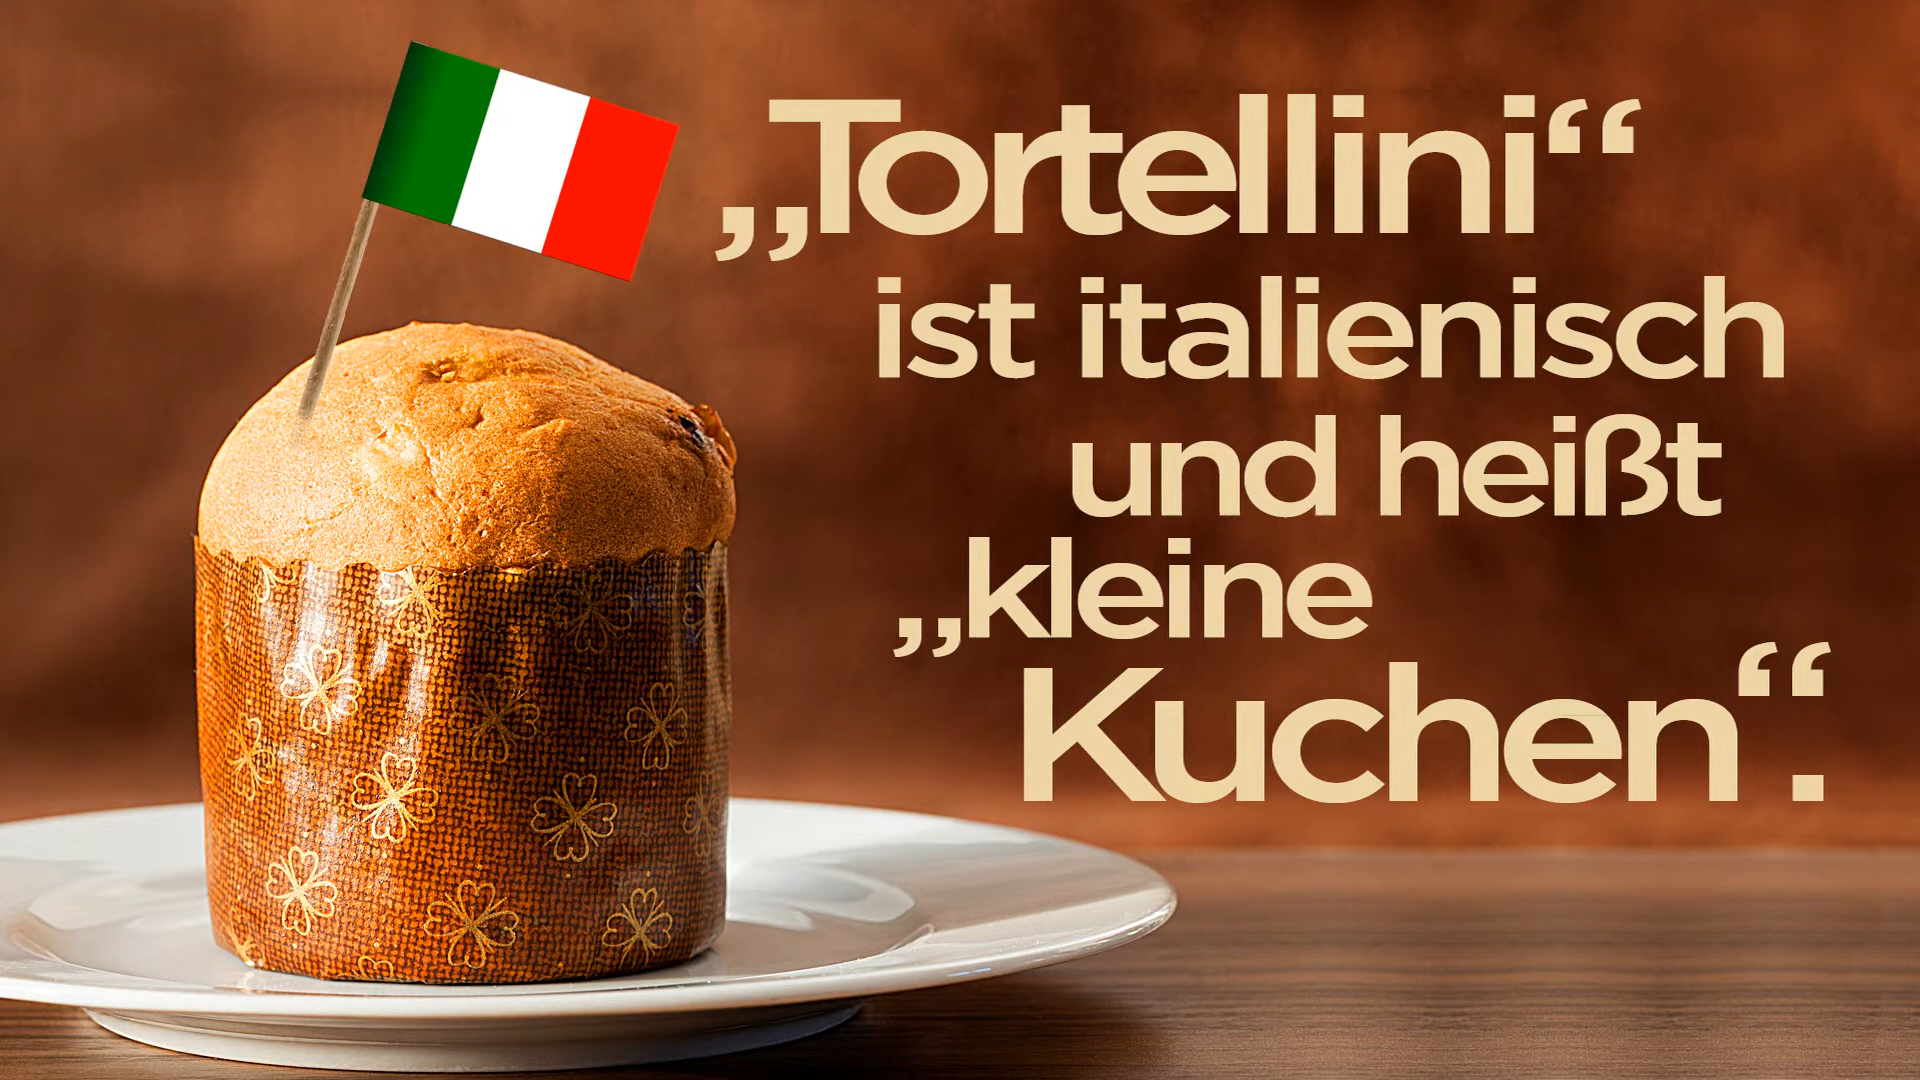 „Tortellini“
ist italienisch
und heißt
„kleine
Kuchen“.